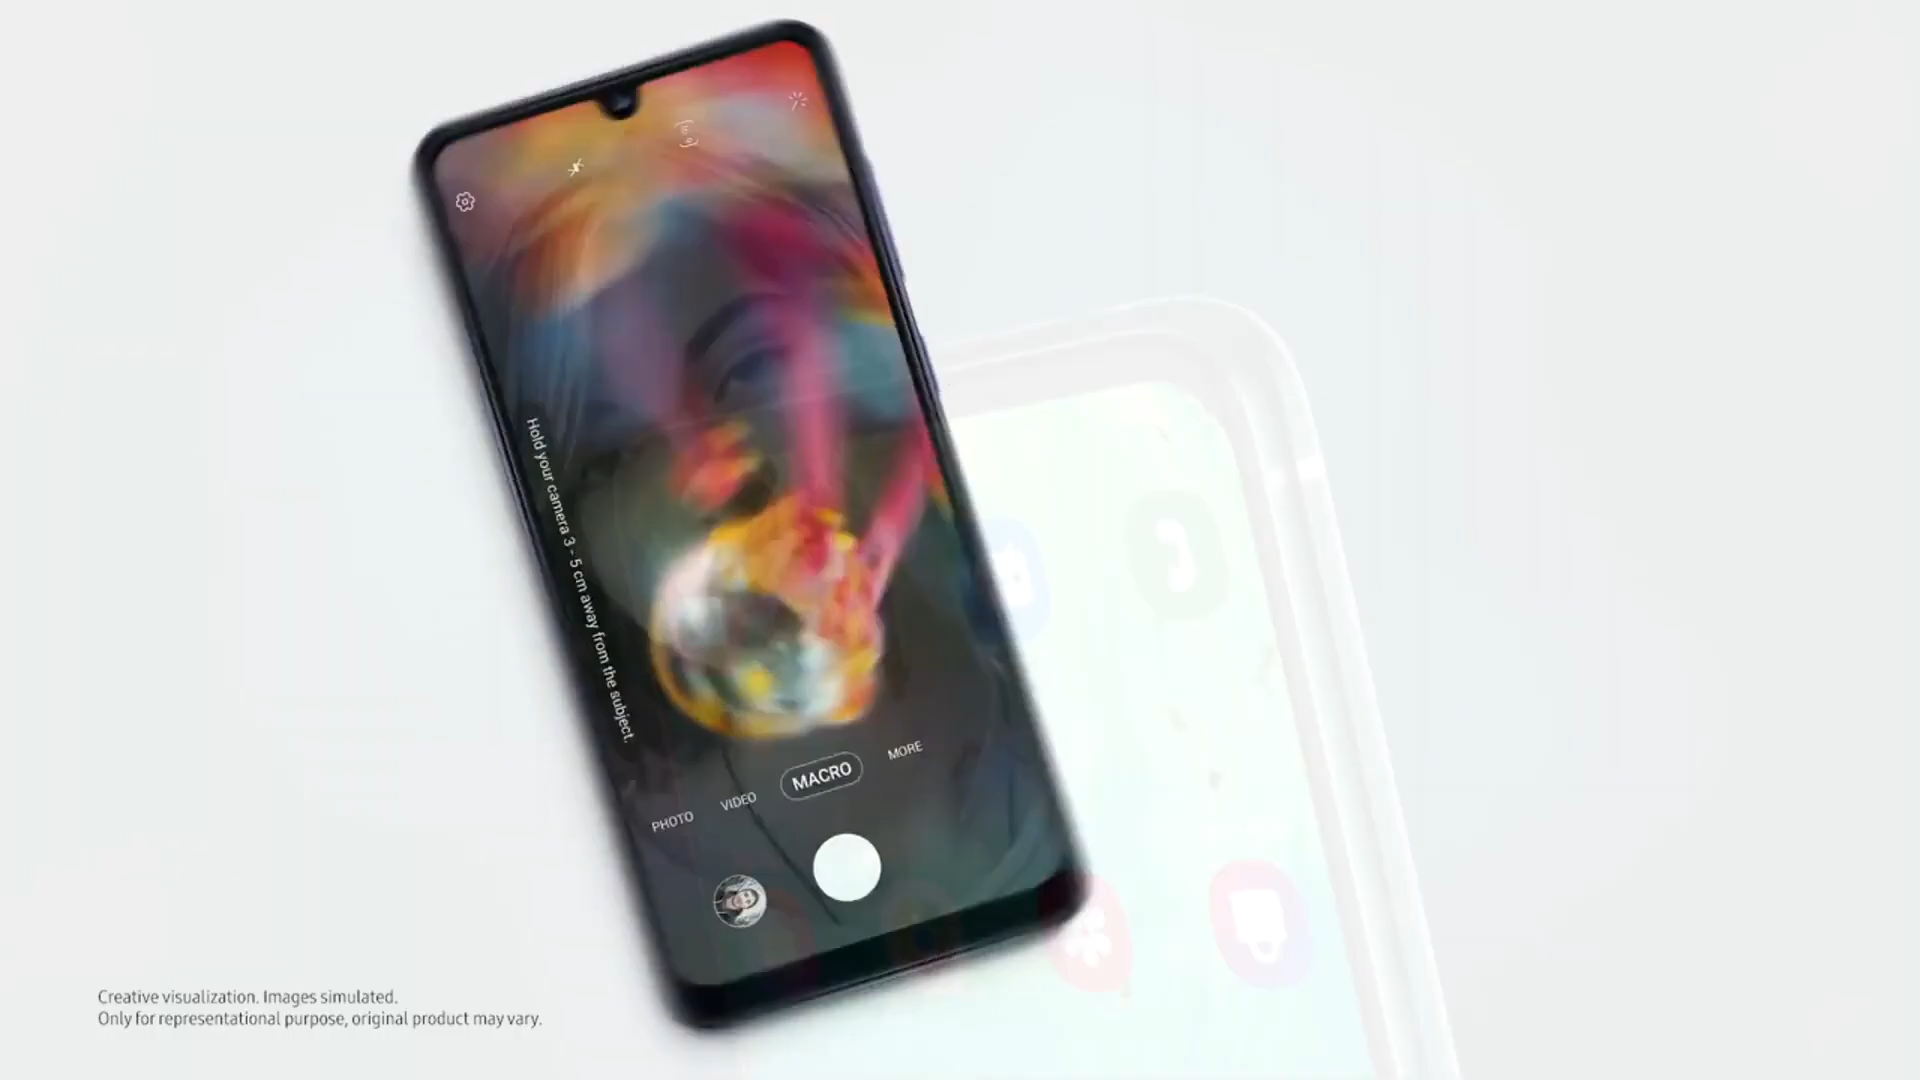 Hold your camera 3 - 5 cm away from the subject.
PHOTO VIDEO MACRO MORE
Creative visualization. Images simulated.
Only for representational purpose, original product may vary.